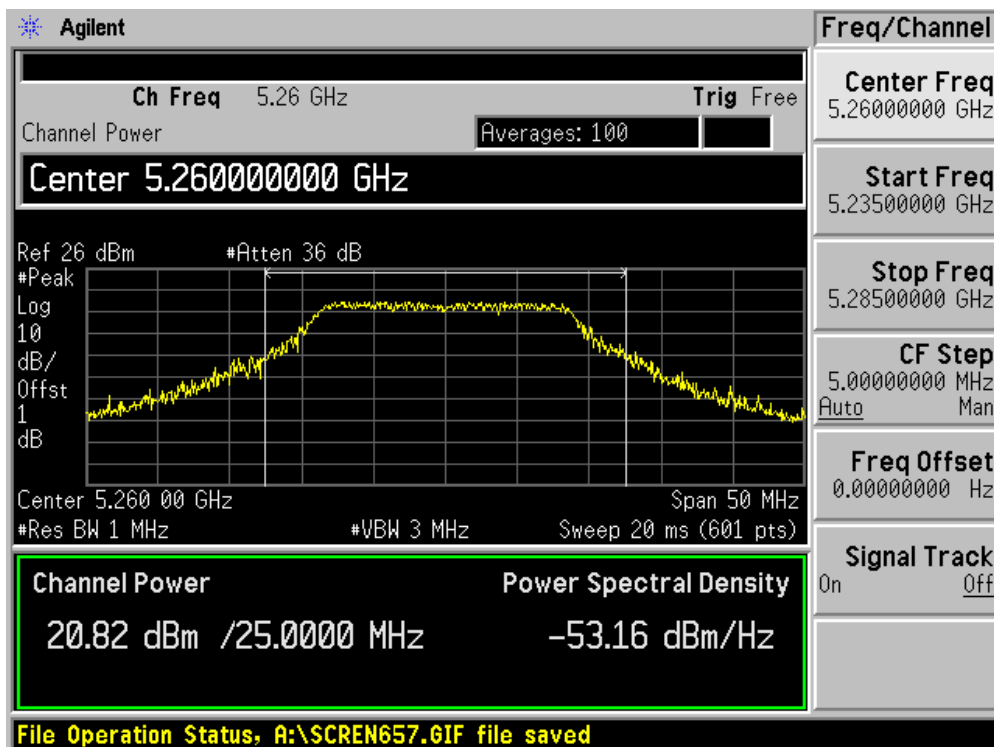 Agilent
Freq/Channel
Ch Freq 5.26 GHz Trig Free
Channel Power Averages: 100
Center 5.260000000 GHz
Ref 26 dBm #Atten 36 dB
#Peak
Log
10
dB/
Offst
1
dB
Center 5.260 00 GHz Span 50 MHz
#Res BW 1 MHz #VBW 3 MHz Sweep 20 ms (601 pts)
Channel Power Power Spectral Density
20.82 dBm /25.0000 MHz -53.16 dBm/Hz
File Operation Status, A:\SCREN657.GIF file saved
Center Freq
5.26000000 GHz
Start Freq
5.23500000 GHz
Stop Freq
5.28500000 GHz
CF Step
5.00000000 MHz
Auto Man
Freq Offset
0.00000000 Hz
Signal Track
On Off